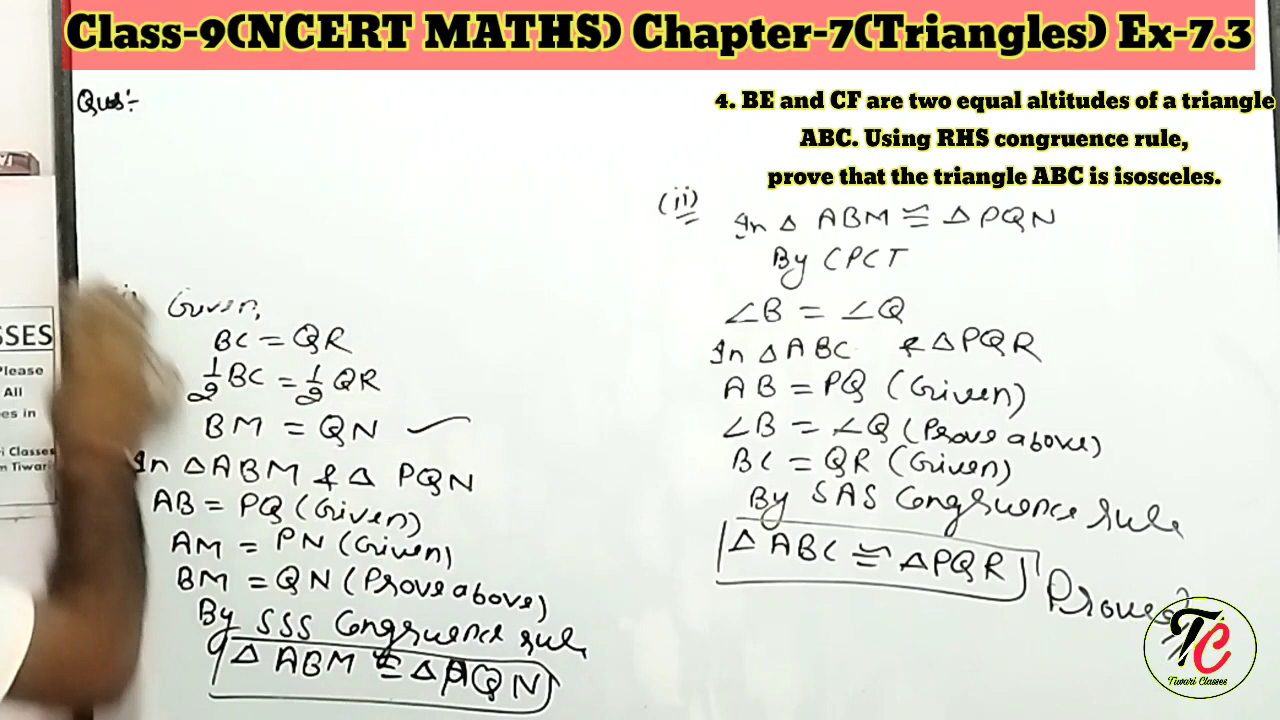 Class-9(NCERT MATHS) Chapter-7(Triangles) Ex-7.3
Ques:-
4. BE and CF are two equal altitudes of a triangle
ABC. Using RHS congruence rule,
prove that the triangle ABC is isosceles.
Given,
BC = QR
1/2 BC = 1/2 QR
BM = QN ✓
In △ABM & △ PQN
AB = PQ (Given)
AM = PN (Given)
BM = QN (Prove above)
By SSS Congruence rule
△ ABM ≅ △ PQN
(ii)
In △ ABM ≅ △ PQN
By CPCT
∠B = ∠Q
In △ABC & △PQR
AB = PQ (Given)
∠B = ∠Q (Prove above)
BC = QR (Given)
By SAS Congruence rule
△ ABC ≅ △PQR
Proved
SSES
Please
All
es in
i Classes
m Tiwari
TC
Tiwari Classes